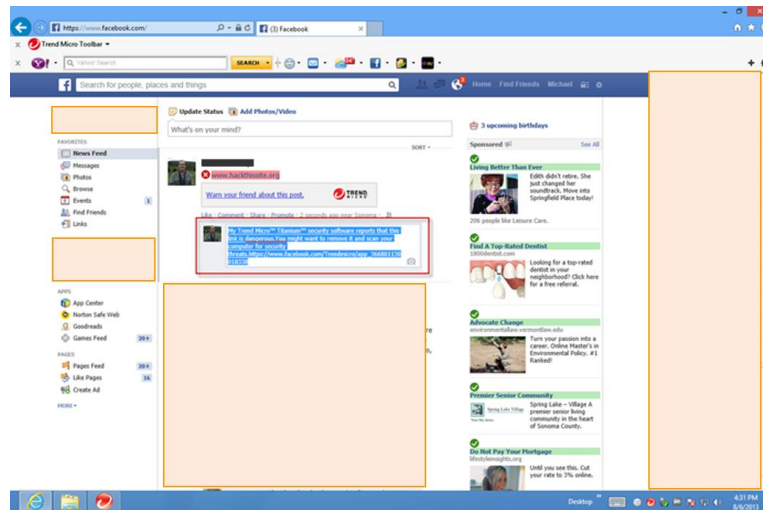 https://www.facebook.com/
(3) Facebook
Trend Micro Toolbar
Yahoo! Search
SEARCH
Search for people, places and things
Home Find Friends Michael
Update Status Add Photos/Video
What's on your mind?
SORT
FAVORITES
News Feed
Messages
Photos
Browse
Events 1
Find Friends
Links
APPS
App Center
Norton Safe Web
Goodreads
Games Feed 20+
PAGES
Pages Feed 20+
Like Pages 16
Create Ad
MORE
www.hackthissite.org
Warn your friend about this post.
TREND MICRO
Like · Comment · Share · Promote · 2 seconds ago near Sonoma
My Trend Micro™ Titanium™ security software reports that this
link is dangerous.You might want to remove it and scan your
computer for security
threats.https://www.facebook.com/Trendmicro/app_
3 upcoming birthdays
Sponsored See All
Living Better Than Ever
Edith didn't retire. She
just changed her
soundtrack. Move into
Springfield Place today!
206 people like Leisure Care.
Find A Top-Rated Dentist
1800dentist.com
Looking for a top-rated
dentist in your
neighborhood? Click here
for a free referral.
Advocate Change
environmentallaw.vermontlaw.edu
Turn your passion into a
career. Online Master's in
Environmental Policy. #1
Ranked!
Premier Senior Community
Spring Lake Village
Spring Lake ~ Village A
premier senior living
community in the heart
of Sonoma County.
Do Not Pay Your Mortgage
lifestyleinsights.org
Until you see this. Cut
your rate to 3% online.
Desktop
4:31 PM
8/6/2013